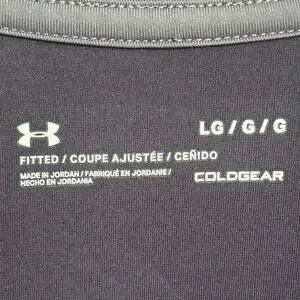 LG / G / G
FITTED / COUPE AJUSTÉE / CEÑIDO
MADE IN JORDAN / FABRIQUÉ EN JORDANIE /
HECHO EN JORDANIA
COLDGEAR